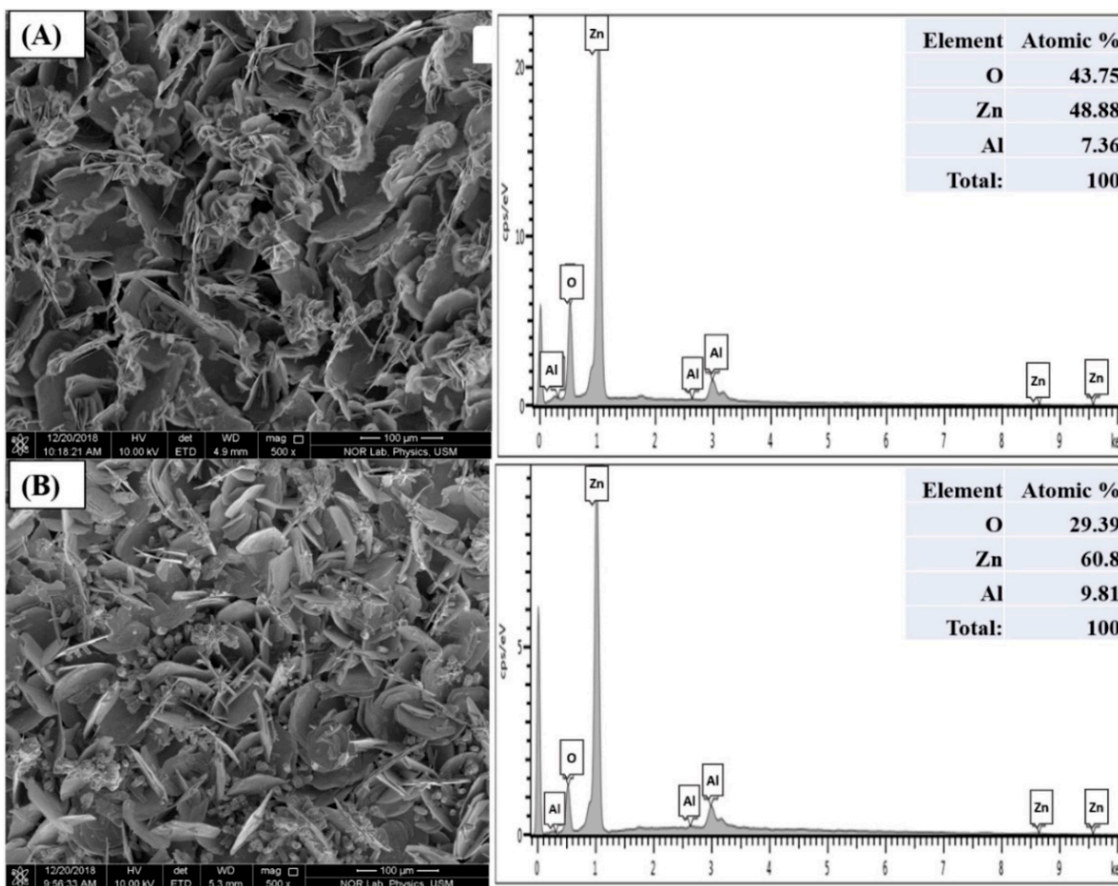 (A)
12/20/2018 HV det WD mag □ 100 µm
10:18:21 AM 10.00 kV ETD 4.9 mm 500 x NOR Lab. Physics, USM
cps/eV
20
10
0
Zn
O
Al
Al
Al
Zn
Zn
0 1 2 3 4 5 6 7 8 9 ke
Element Atomic %
O 43.75
Zn 48.88
Al 7.36
Total: 100
(B)
12/20/2018 HV det WD mag □ 100 µm
9:56:33 AM 10.00 kV ETD 5.3 mm 500 x NOR Lab. Physics, USM
cps/eV
5
0
Zn
O
Al
Al
Al
Zn
Zn
0 1 2 3 4 5 6 7 8 9
Element Atomic %
O 29.39
Zn 60.8
Al 9.81
Total: 100